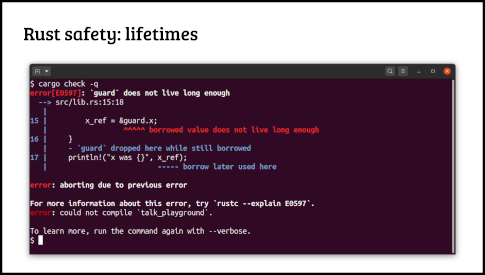 Rust safety: lifetimes
$ cargo check -q
error[E0597]: `guard` does not live long enough
--> src/lib.rs:15:18
|
15 | x_ref = &guard.x;
| ^^^^^ borrowed value does not live long enough
16 | }
| - `guard` dropped here while still borrowed
17 | println!("x was {}", x_ref);
| ----- borrow later used here
error: aborting due to previous error
For more information about this error, try `rustc --explain E0597`.
error: could not compile `talk_playground`.
To learn more, run the command again with --verbose.
$